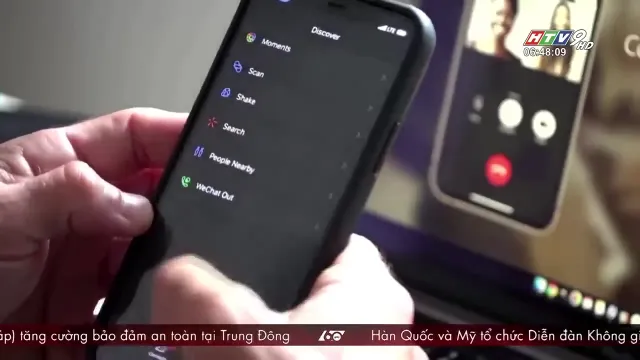 LTE
Discover
HTV9 HD
06:48:09
Moments
Scan
Shake
Search
People Nearby
WeChat Out
áp) tăng cường bảo đảm an toàn tại Trung Đông
Hàn Quốc và Mỹ tổ chức Diễn đàn Không gi